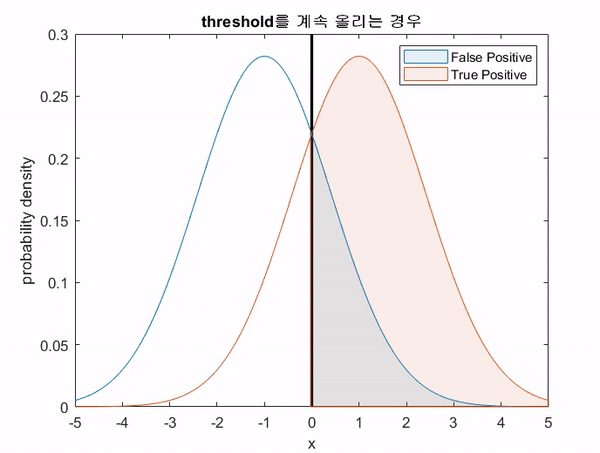 threshold를 계속 올리는 경우
False Positive
True Positive
probability density
0.3
0.25
0.2
0.15
0.1
0.05
0
-5 -4 -3 -2 -1 0 1 2 3 4 5
x